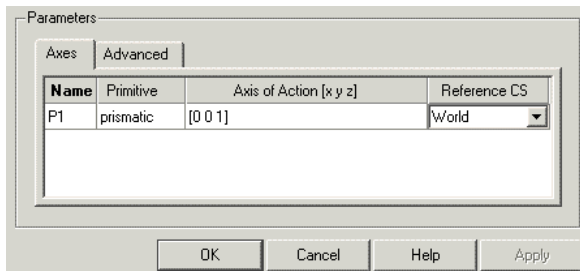 Parameters
Axes Advanced
Name Primitive Axis of Action [x y z] Reference CS
P1 prismatic [0 0 1] World
OK Cancel Help Apply